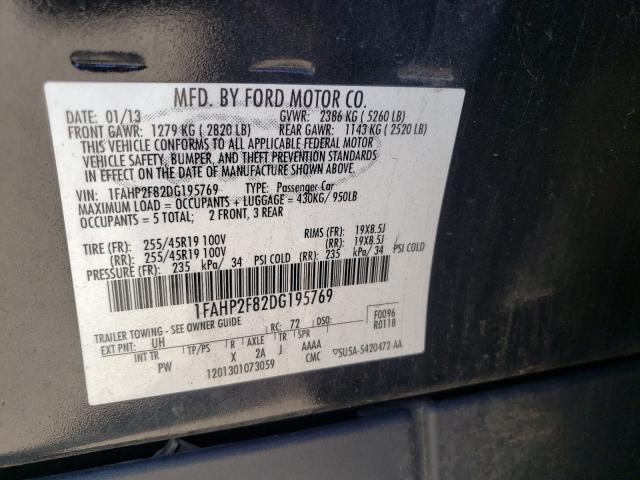 MFD. BY FORD MOTOR CO.
DATE: 01/13 GVWR: 2386 KG ( 5260 LB)
FRONT GAWR: 1279 KG ( 2820 LB) REAR GAWR: 1143 KG ( 2520 LB)
THIS VEHICLE CONFORMS TO ALL APPLICABLE FEDERAL MOTOR
VEHICLE SAFETY, BUMPER, AND THEFT PREVENTION STANDARDS
IN EFFECT ON THE DATE OF MANUFACTURE SHOWN ABOVE.
VIN: 1FAHP2F82DG195769 TYPE: Passenger Car
MAXIMUM LOAD = OCCUPANTS + LUGGAGE = 430KG/ 950LB
OCCUPANTS = 5 TOTAL; 2 FRONT, 3 REAR
TIRE (FR): 255/45R19 100V RIMS (FR): 19X8.5J
(RR): 255/45R19 100V (RR): 19X8.5J
PRESSURE (FR): 235 kPa/ 34 PSI COLD (RR): 235 kPa/ 34 PSI COLD
1FAHP2F82DG195769
TRAILER TOWING - SEE OWNER GUIDE RC: 72 DSO: F0096
EXT PNT: UH R0118
INT TR TP/PS R AXLE TR SPR
PW X 2A J AAAA
1201301073059 CMC ▽5U5A-5420472-AA